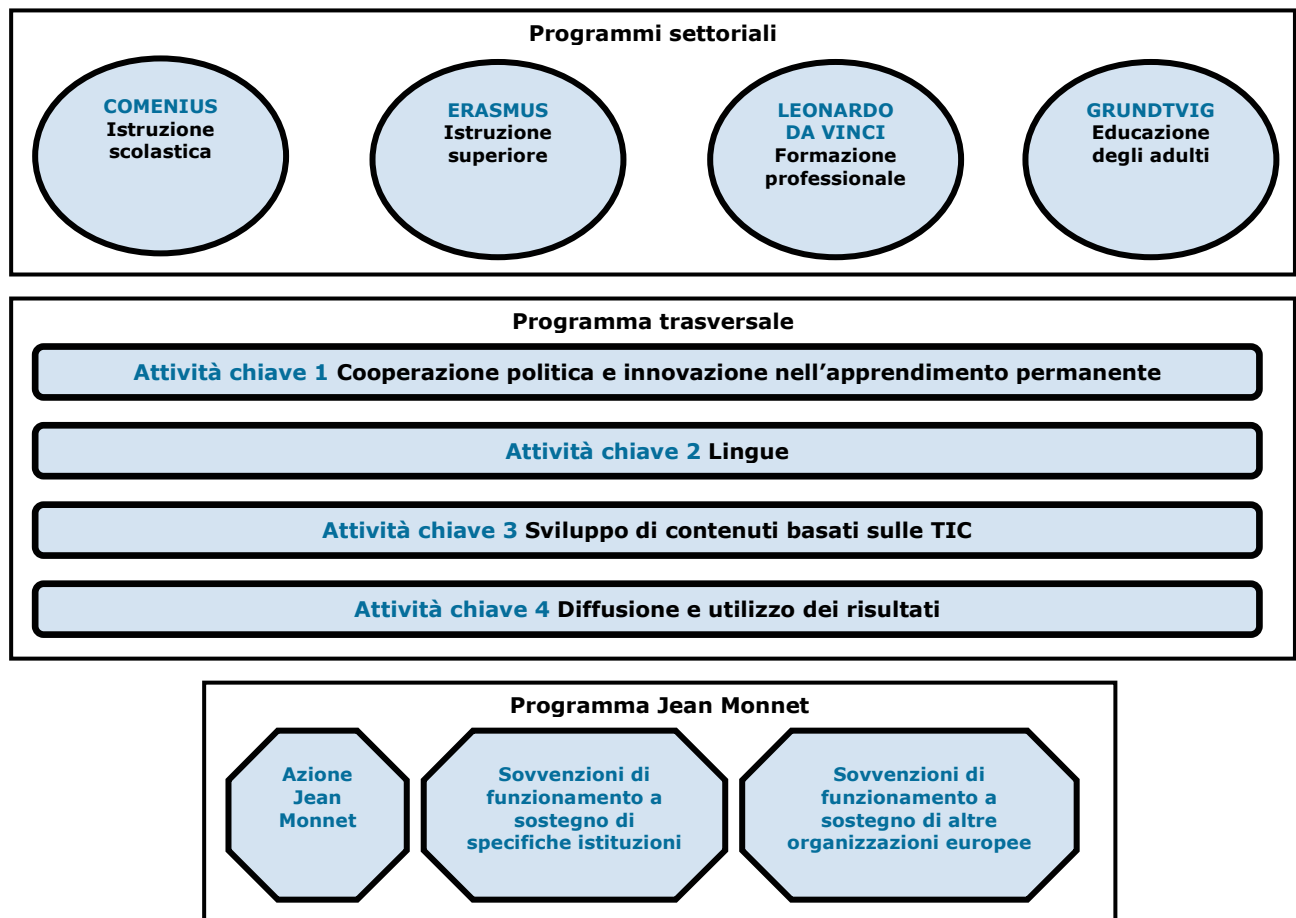 Programmi settoriali
COMENIUS
Istruzione
scolastica
ERASMUS
Istruzione
superiore
LEONARDO
DA VINCI
Formazione
professionale
GRUNDTVIG
Educazione
degli adulti
Programma trasversale
Attività chiave 1 Cooperazione politica e innovazione nell’apprendimento permanente
Attività chiave 2 Lingue
Attività chiave 3 Sviluppo di contenuti basati sulle TIC
Attività chiave 4 Diffusione e utilizzo dei risultati
Programma Jean Monnet
Azione
Jean
Monnet
Sovvenzioni di
funzionamento a
sostegno di
specifiche istituzioni
Sovvenzioni di
funzionamento a
sostegno di altre
organizzazioni europee